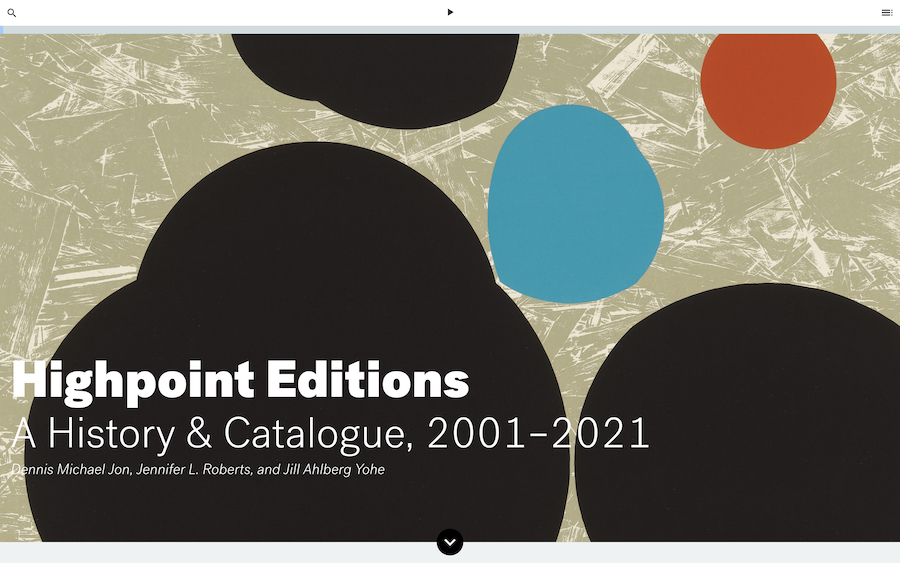 Highpoint Editions
A History & Catalogue, 2001–2021
Dennis Michael Jon, Jennifer L. Roberts, and Jill Ahlberg Yohe